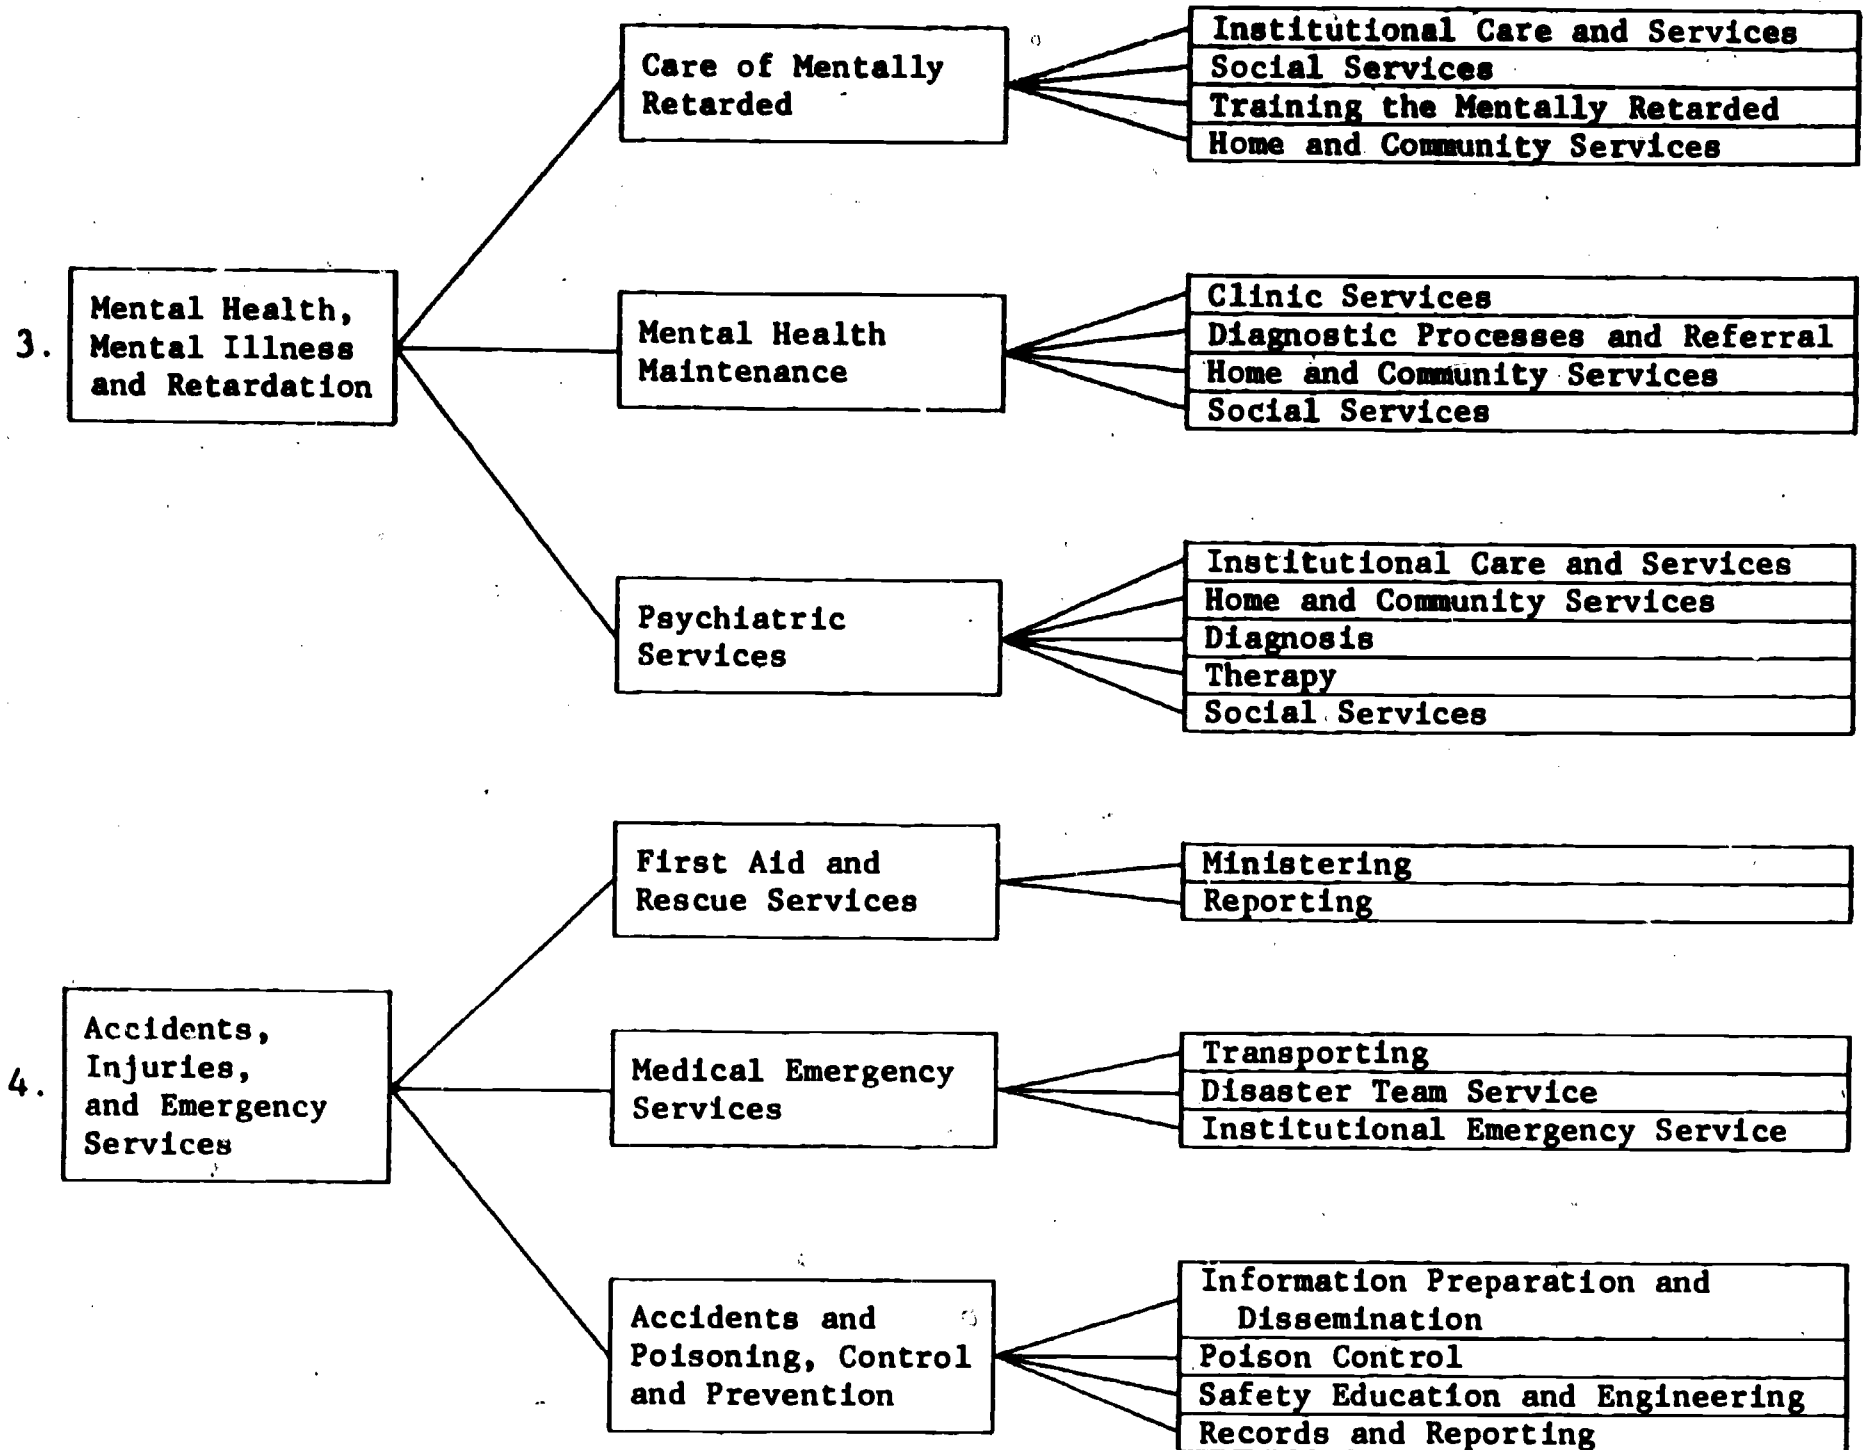 Care of Mentally
Retarded
Institutional Care and Services
Social Services
Training the Mentally Retarded
Home and Community Services
3.
Mental Health,
Mental Illness
and Retardation
Mental Health
Maintenance
Clinic Services
Diagnostic Processes and Referral
Home and Community Services
Social Services
Psychiatric
Services
Institutional Care and Services
Home and Community Services
Diagnosis
Therapy
Social Services
First Aid and
Rescue Services
Ministering
Reporting
4.
Accidents,
Injuries,
and Emergency
Services
Medical Emergency
Services
Transporting
Disaster Team Service
Institutional Emergency Service
Accidents and
Poisoning, Control
and Prevention
Information Preparation and
Dissemination
Poison Control
Safety Education and Engineering
Records and Reporting